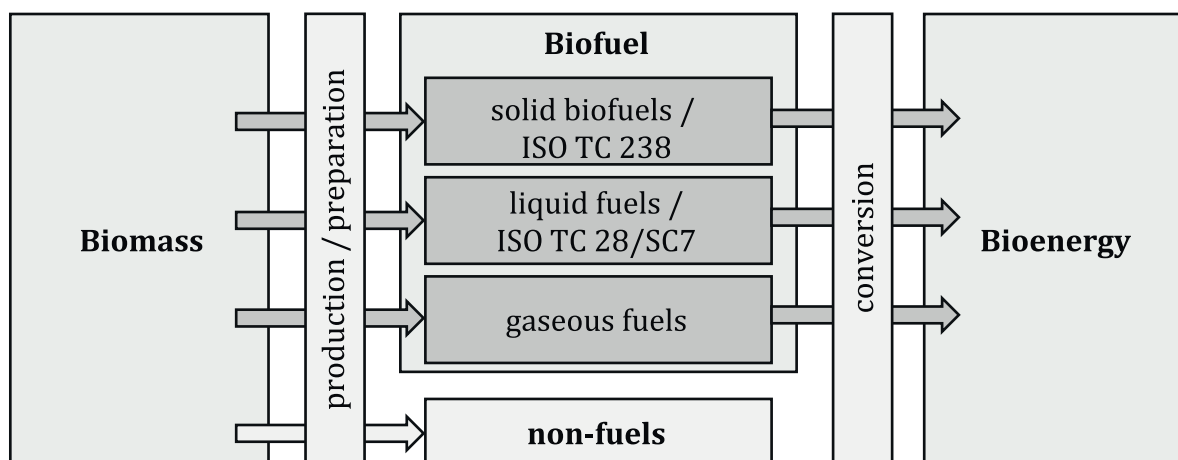 Biomass
production / preparation
Biofuel
solid biofuels /
ISO TC 238
liquid fuels /
ISO TC 28/SC7
gaseous fuels
non-fuels
conversion
Bioenergy